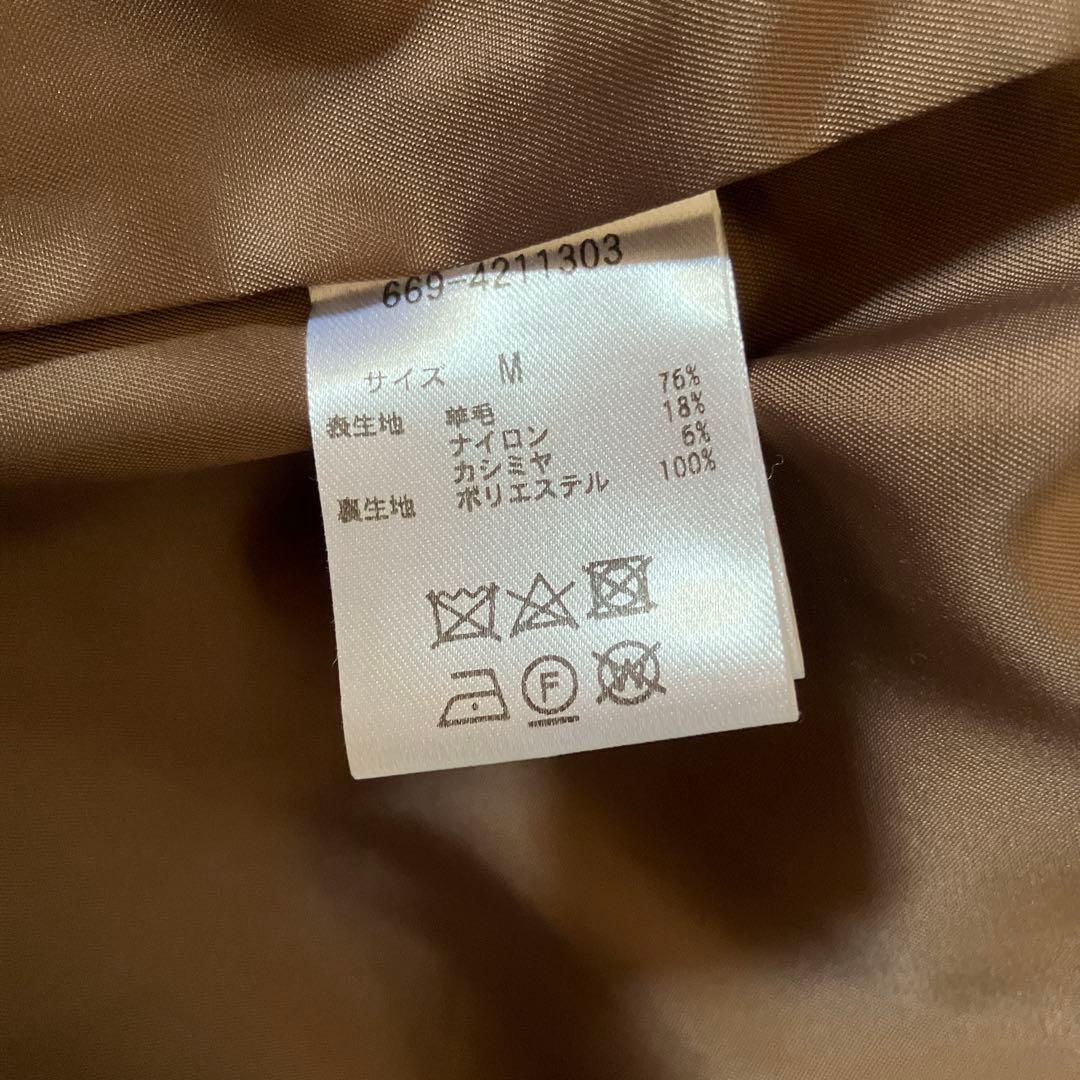 669-4211303
サイズ M
表生地 羊毛 76%
ナイロン 18%
カシミヤ 6%
裏生地 ポリエステル 100%
F W